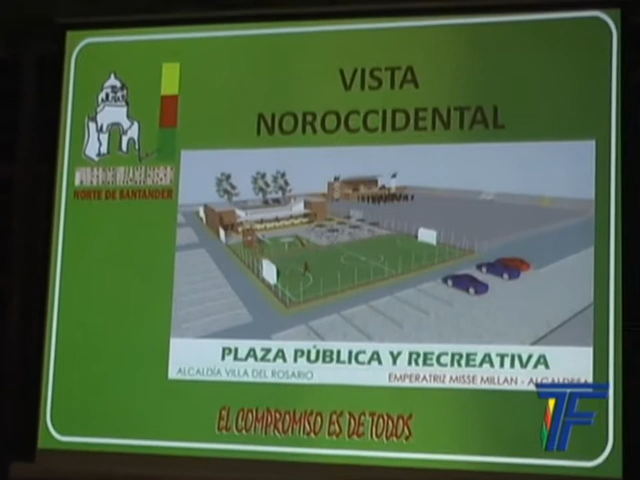 VISTA
NOROCCIDENTAL
NORTE DE SANTANDER
PLAZA PÚBLICA Y RECREATIVA
ALCALDÍA VILLA DEL ROSARIO
EMPERATRIZ MISSE MILLAN - ALCALDESA
EL COMPROMISO ES DE TODOS
TF